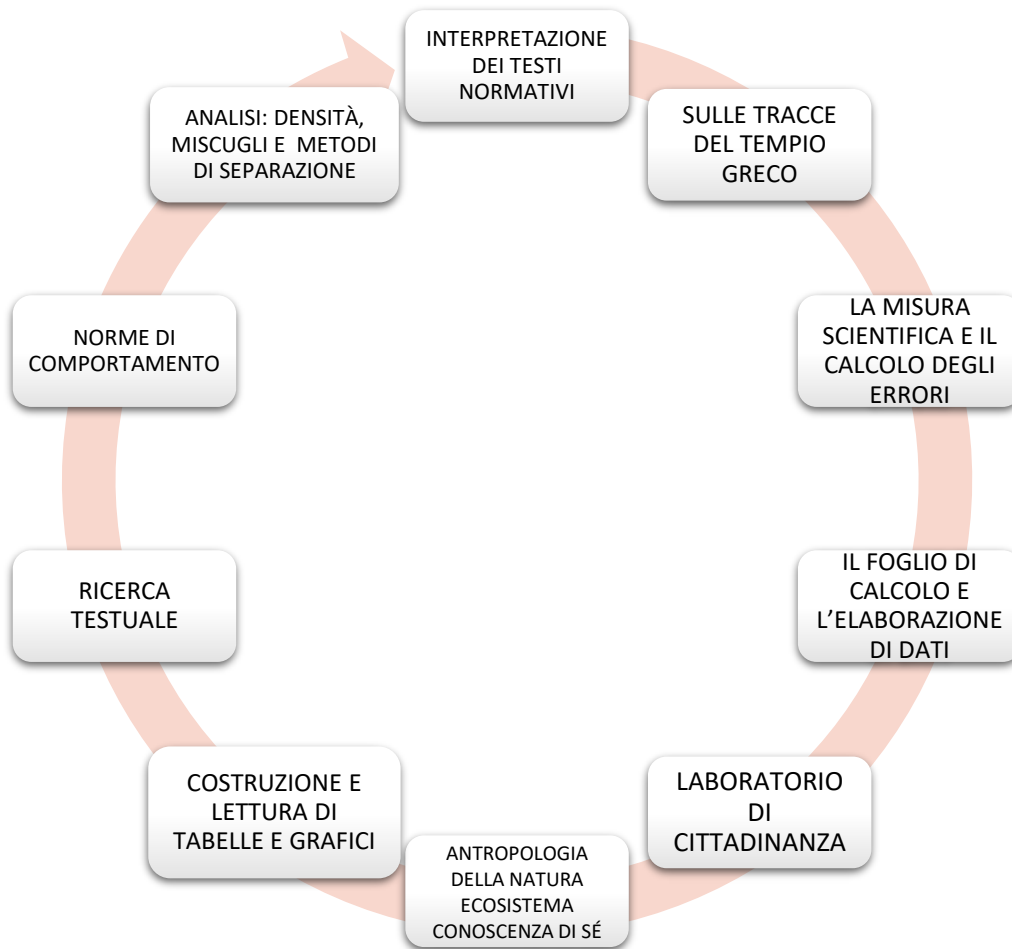 INTERPRETAZIONE
DEI TESTI
NORMATIVI
SULLE TRACCE
DEL TEMPIO
GRECO
LA MISURA
SCIENTIFICA E IL
CALCOLO DEGLI
ERRORI
IL FOGLIO DI
CALCOLO E
L’ELABORAZIONE
DI DATI
LABORATORIO
DI
CITTADINANZA
ANTROPOLOGIA
DELLA NATURA
ECOSISTEMA
CONOSCENZA DI SÉ
COSTRUZIONE E
LETTURA DI
TABELLE E GRAFICI
RICERCA
TESTUALE
NORME DI
COMPORTAMENTO
ANALISI: DENSITÀ,
MISCUGLI E METODI
DI SEPARAZIONE